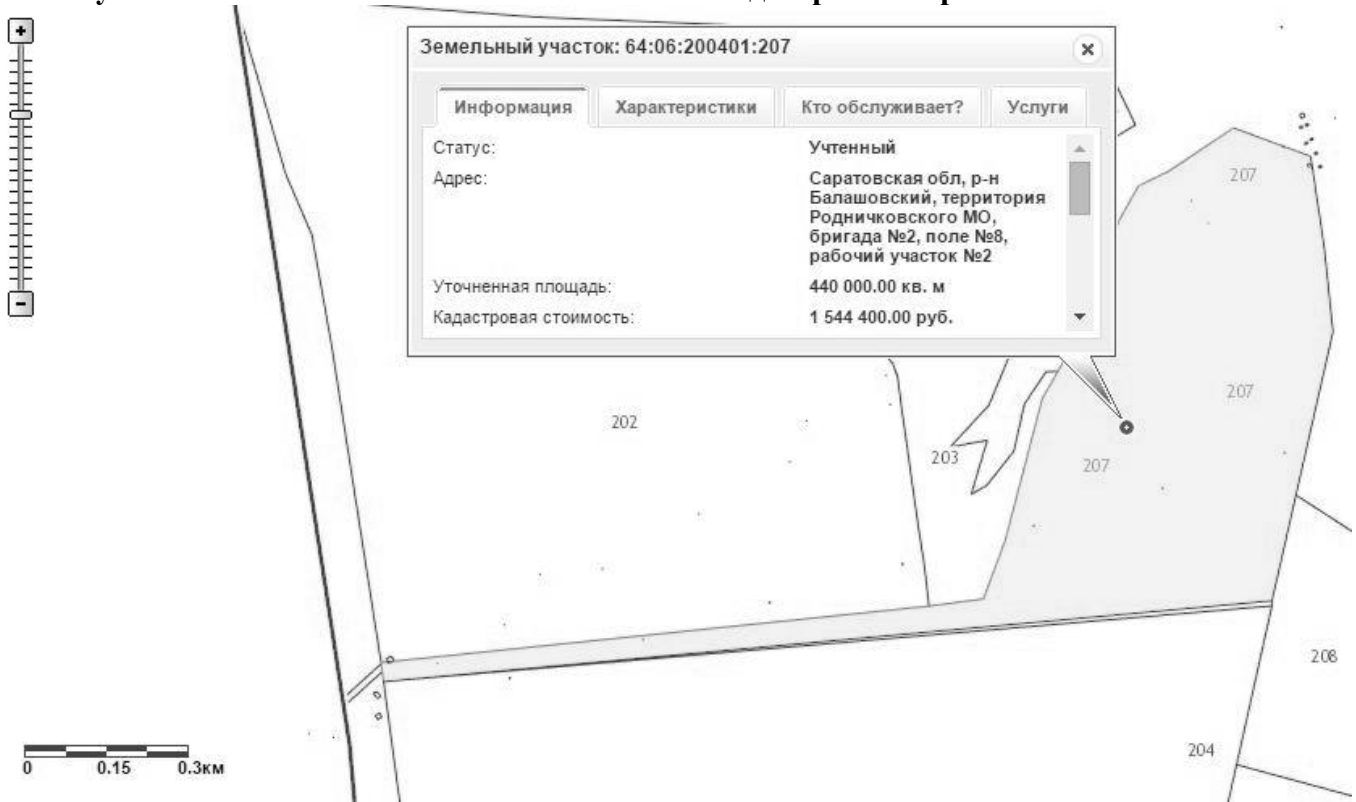 Земельный участок: 64:06:200401:207
Информация Характеристики Кто обслуживает? Услуги
Статус: Учтенный
Адрес: Саратовская обл, р-н
Балашовский, территория
Родничковского МО,
бригада №2, поле №8,
рабочий участок №2
Уточненная площадь: 440 000.00 кв. м
Кадастровая стоимость: 1 544 400.00 руб.
207
207
202
203
207
208
204
0 0.15 0.3км